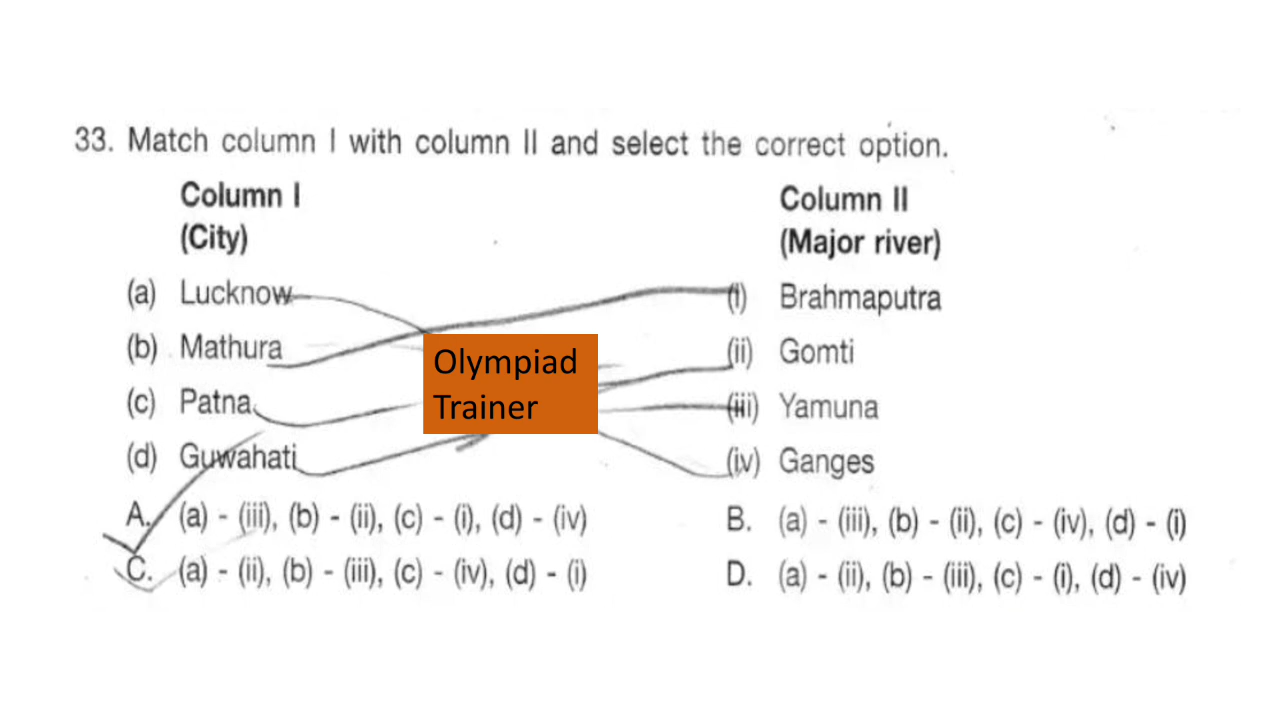 33. Match column I with column II and select the correct option.
Column I Column II
(City) (Major river)
(a) Lucknow (i) Brahmaputra
(b) Mathura (ii) Gomti
Olympiad
Trainer
(c) Patna (iii) Yamuna
(d) Guwahati (iv) Ganges
A. (a) - (iii), (b) - (ii), (c) - (i), (d) - (iv) B. (a) - (iii), (b) - (ii), (c) - (iv), (d) - (i)
C. (a) - (ii), (b) - (iii), (c) - (iv), (d) - (i) D. (a) - (ii), (b) - (iii), (c) - (i), (d) - (iv)